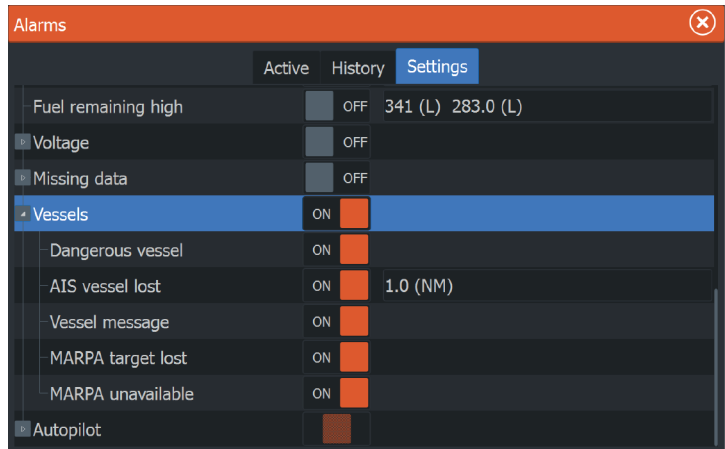 Alarms
Active History Settings
Fuel remaining high OFF 341 (L) 283.0 (L)
Voltage OFF
Missing data OFF
Vessels ON
Dangerous vessel ON
AIS vessel lost ON 1.0 (NM)
Vessel message ON
MARPA target lost ON
MARPA unavailable ON
Autopilot